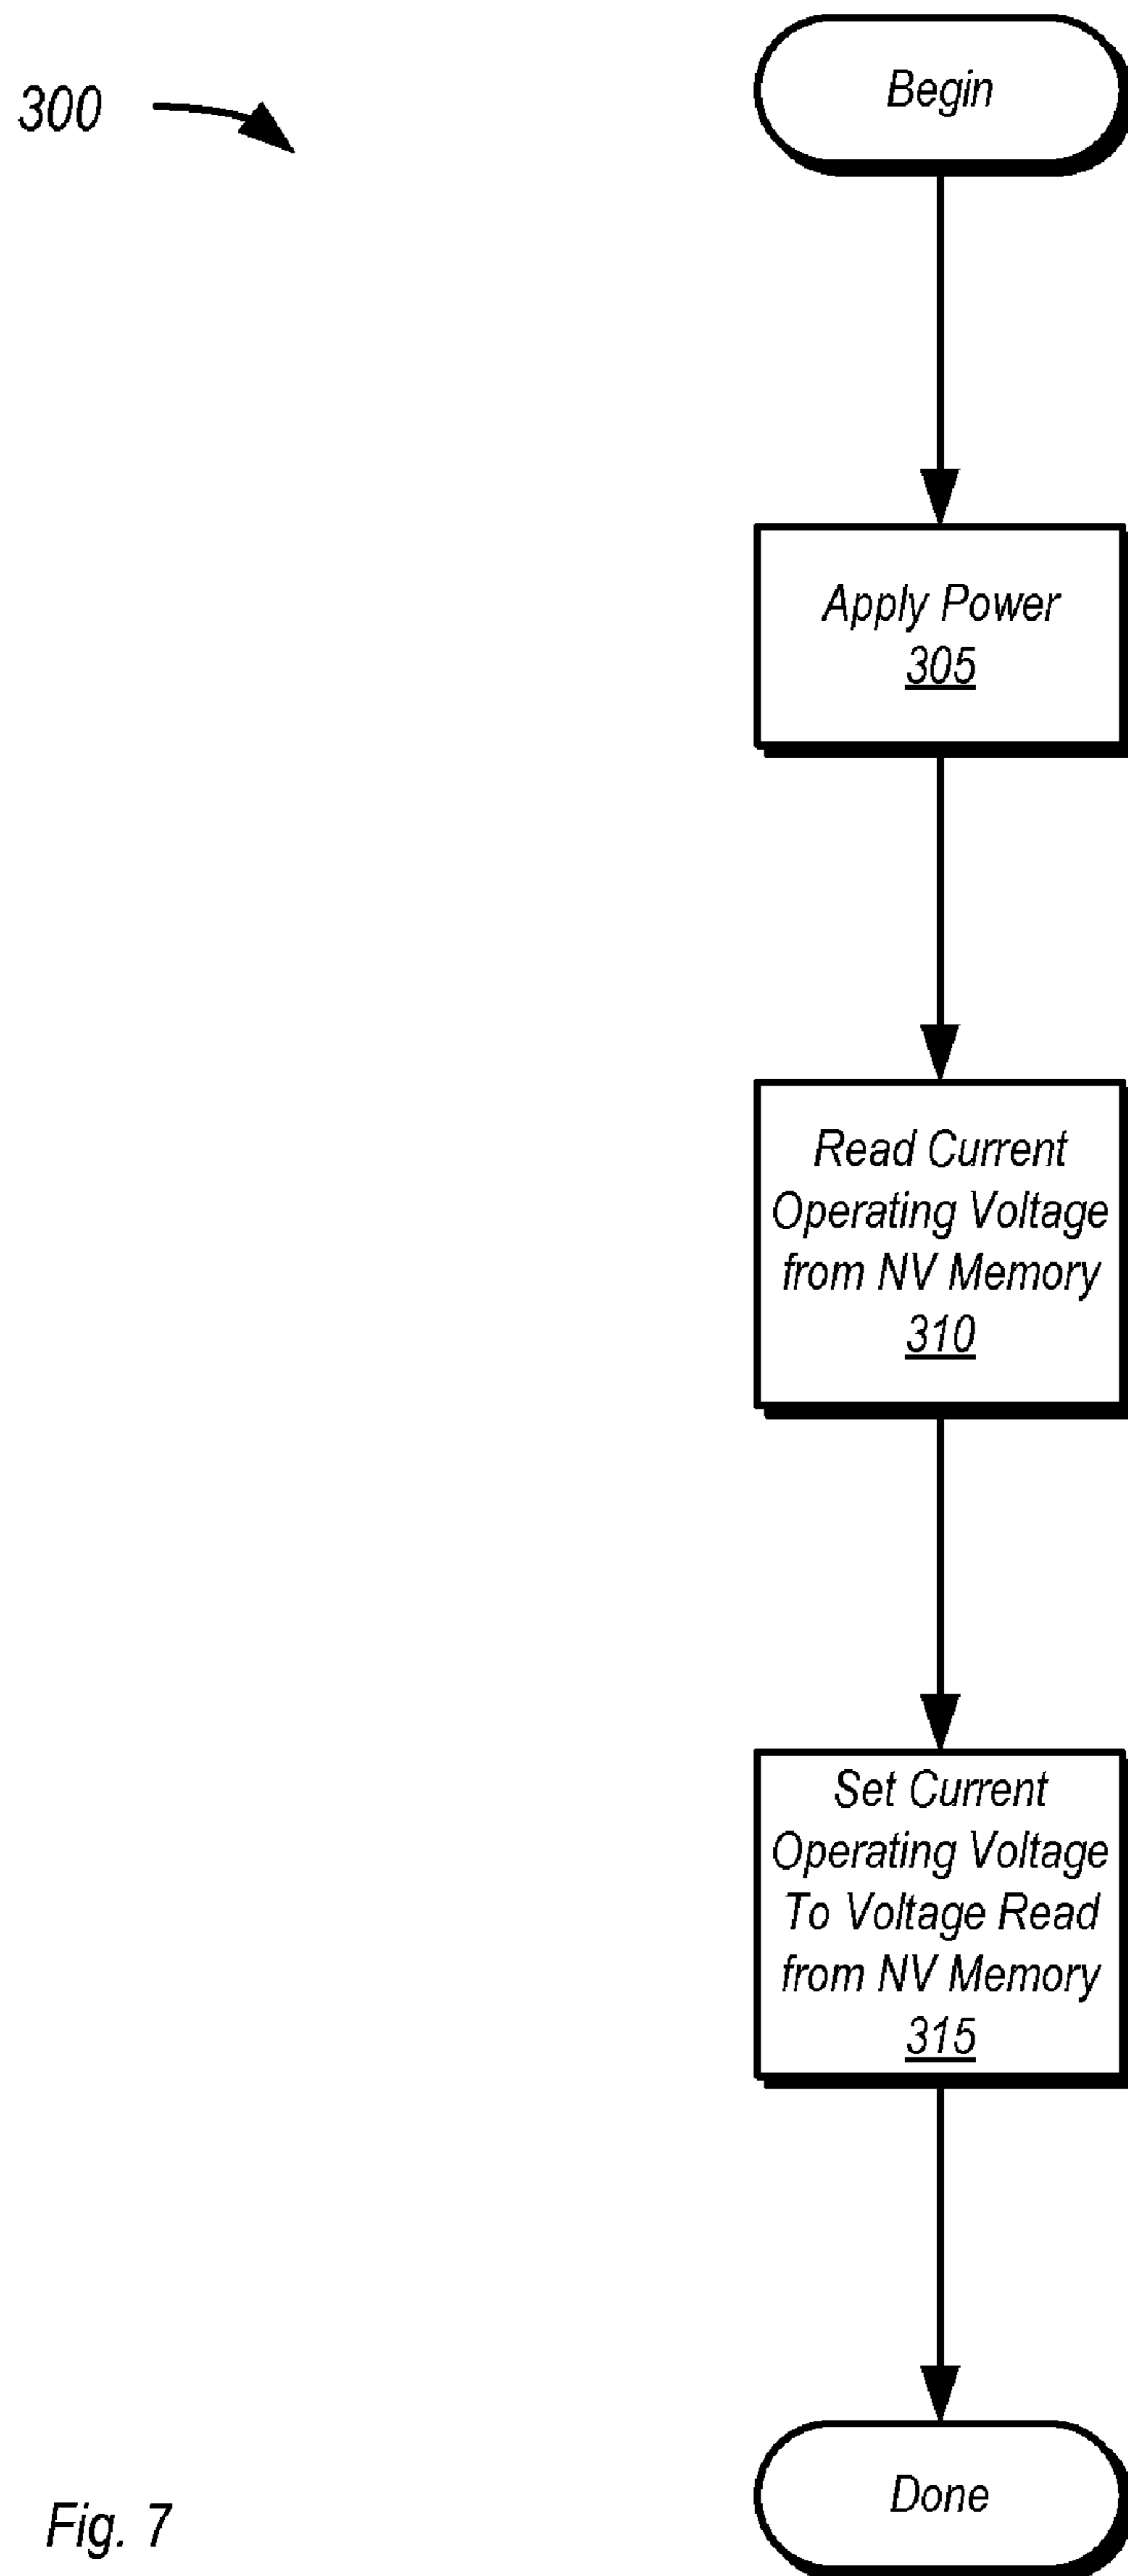 300
Begin
Apply Power
305
Read Current
Operating Voltage
from NV Memory
310
Set Current
Operating Voltage
To Voltage Read
from NV Memory
315
Done
Fig. 7